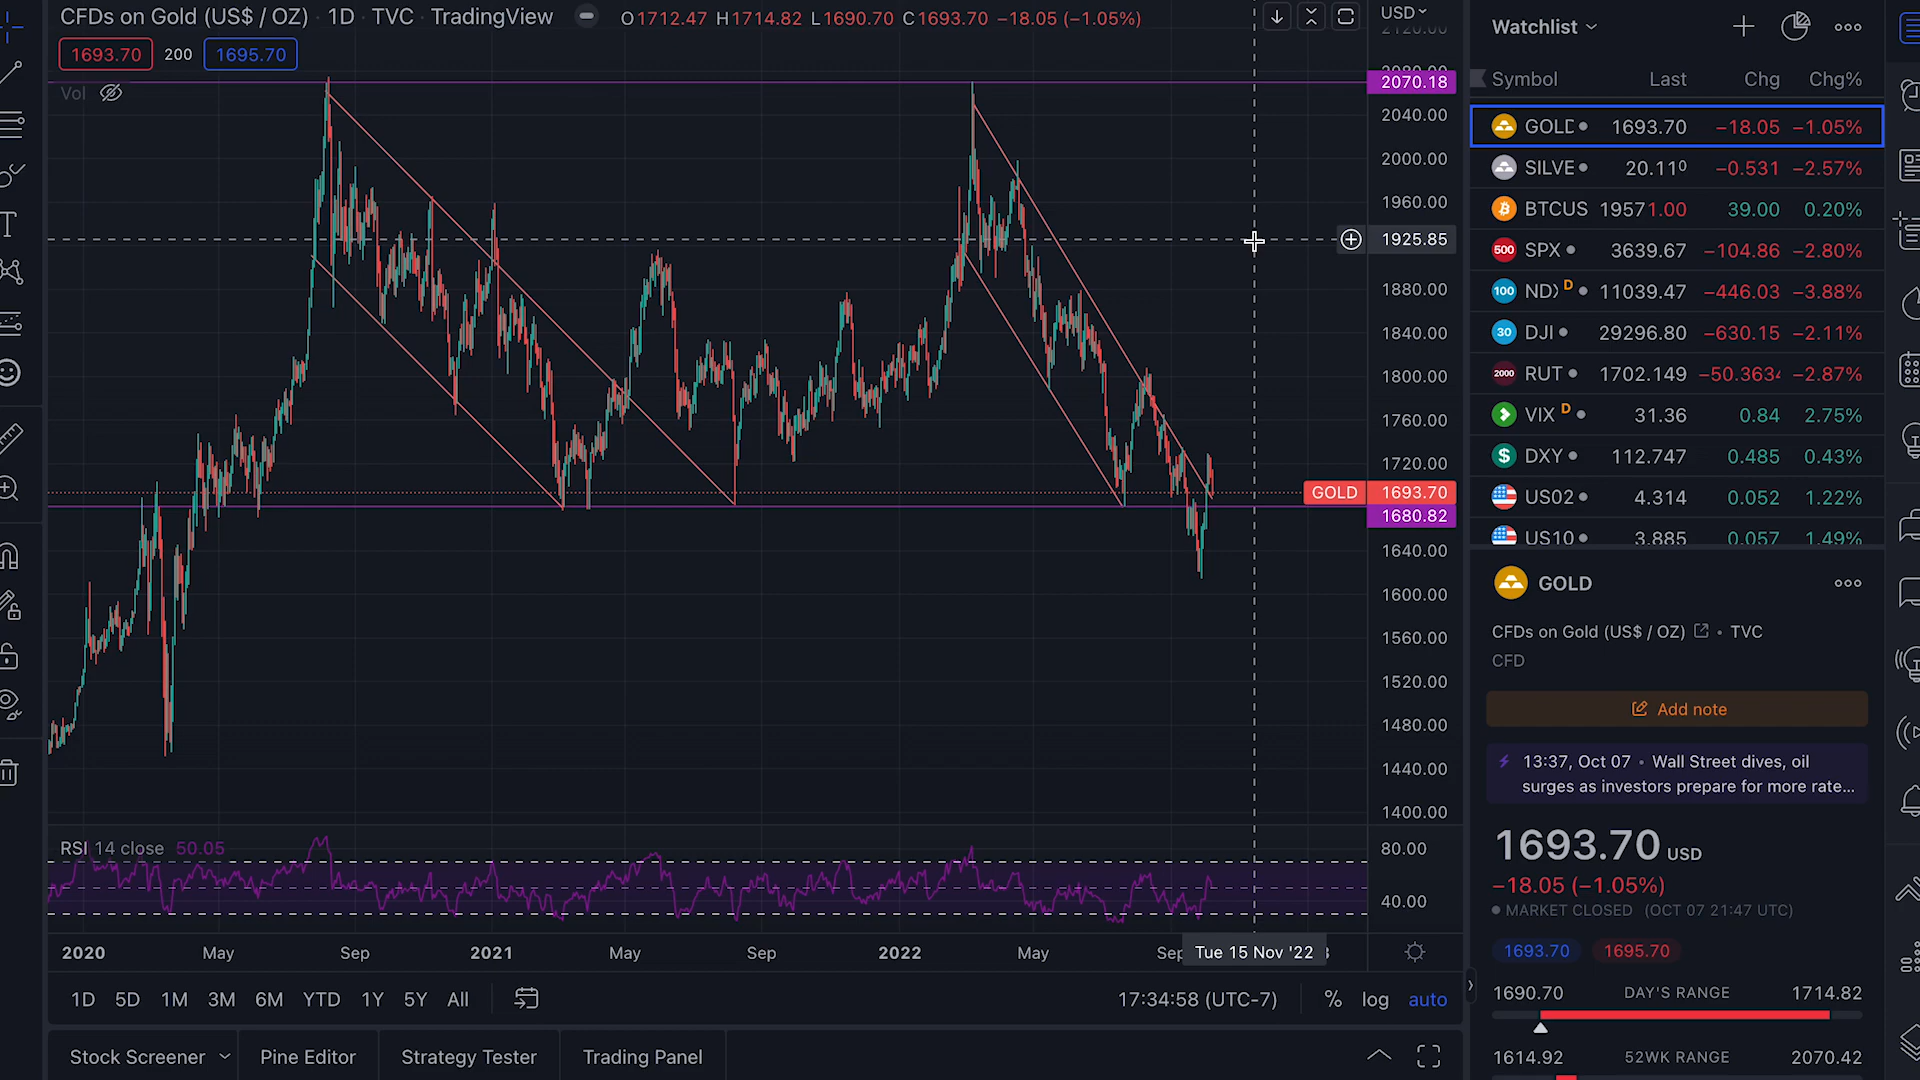 CFDs on Gold (US$ / OZ) · 1D · TVC · TradingView
O1712.47 H1714.82 L1690.70 C1693.70 −18.05 (−1.05%)
USD
1693.70 200 1695.70
Vol
2120.00
2080.00
2070.18
2040.00
2000.00
1960.00
1925.85
1880.00
1840.00
1800.00
1760.00
1720.00
GOLD 1693.70
1680.82
1640.00
1600.00
1560.00
1520.00
1480.00
1440.00
1400.00
RSI 14 close 50.05
80.00
40.00
2020 May Sep 2021 May Sep 2022 May Sep Tue 15 Nov '22
1D 5D 1M 3M 6M YTD 1Y 5Y All
17:34:58 (UTC-7) % log auto
Stock Screener Pine Editor Strategy Tester Trading Panel
Watchlist
Symbol Last Chg Chg%
GOLD 1693.70 −18.05 −1.05%
SILVE 20.110 −0.531 −2.57%
BTCUS 19571.00 39.00 0.20%
SPX 3639.67 −104.86 −2.80%
NDX D 11039.47 −446.03 −3.88%
DJI 29296.80 −630.15 −2.11%
RUT 1702.149 −50.3634 −2.87%
VIX D 31.36 0.84 2.75%
DXY 112.747 0.485 0.43%
US02 4.314 0.052 1.22%
US10 3.885 0.057 1.49%
GOLD
CFDs on Gold (US$ / OZ) • TVC
CFD
Add note
13:37, Oct 07 • Wall Street dives, oil
surges as investors prepare for more rate...
1693.70 USD
−18.05 (−1.05%)
MARKET CLOSED (OCT 07 21:47 UTC)
1693.70 1695.70
1690.70 DAY'S RANGE 1714.82
1614.92 52WK RANGE 2070.42